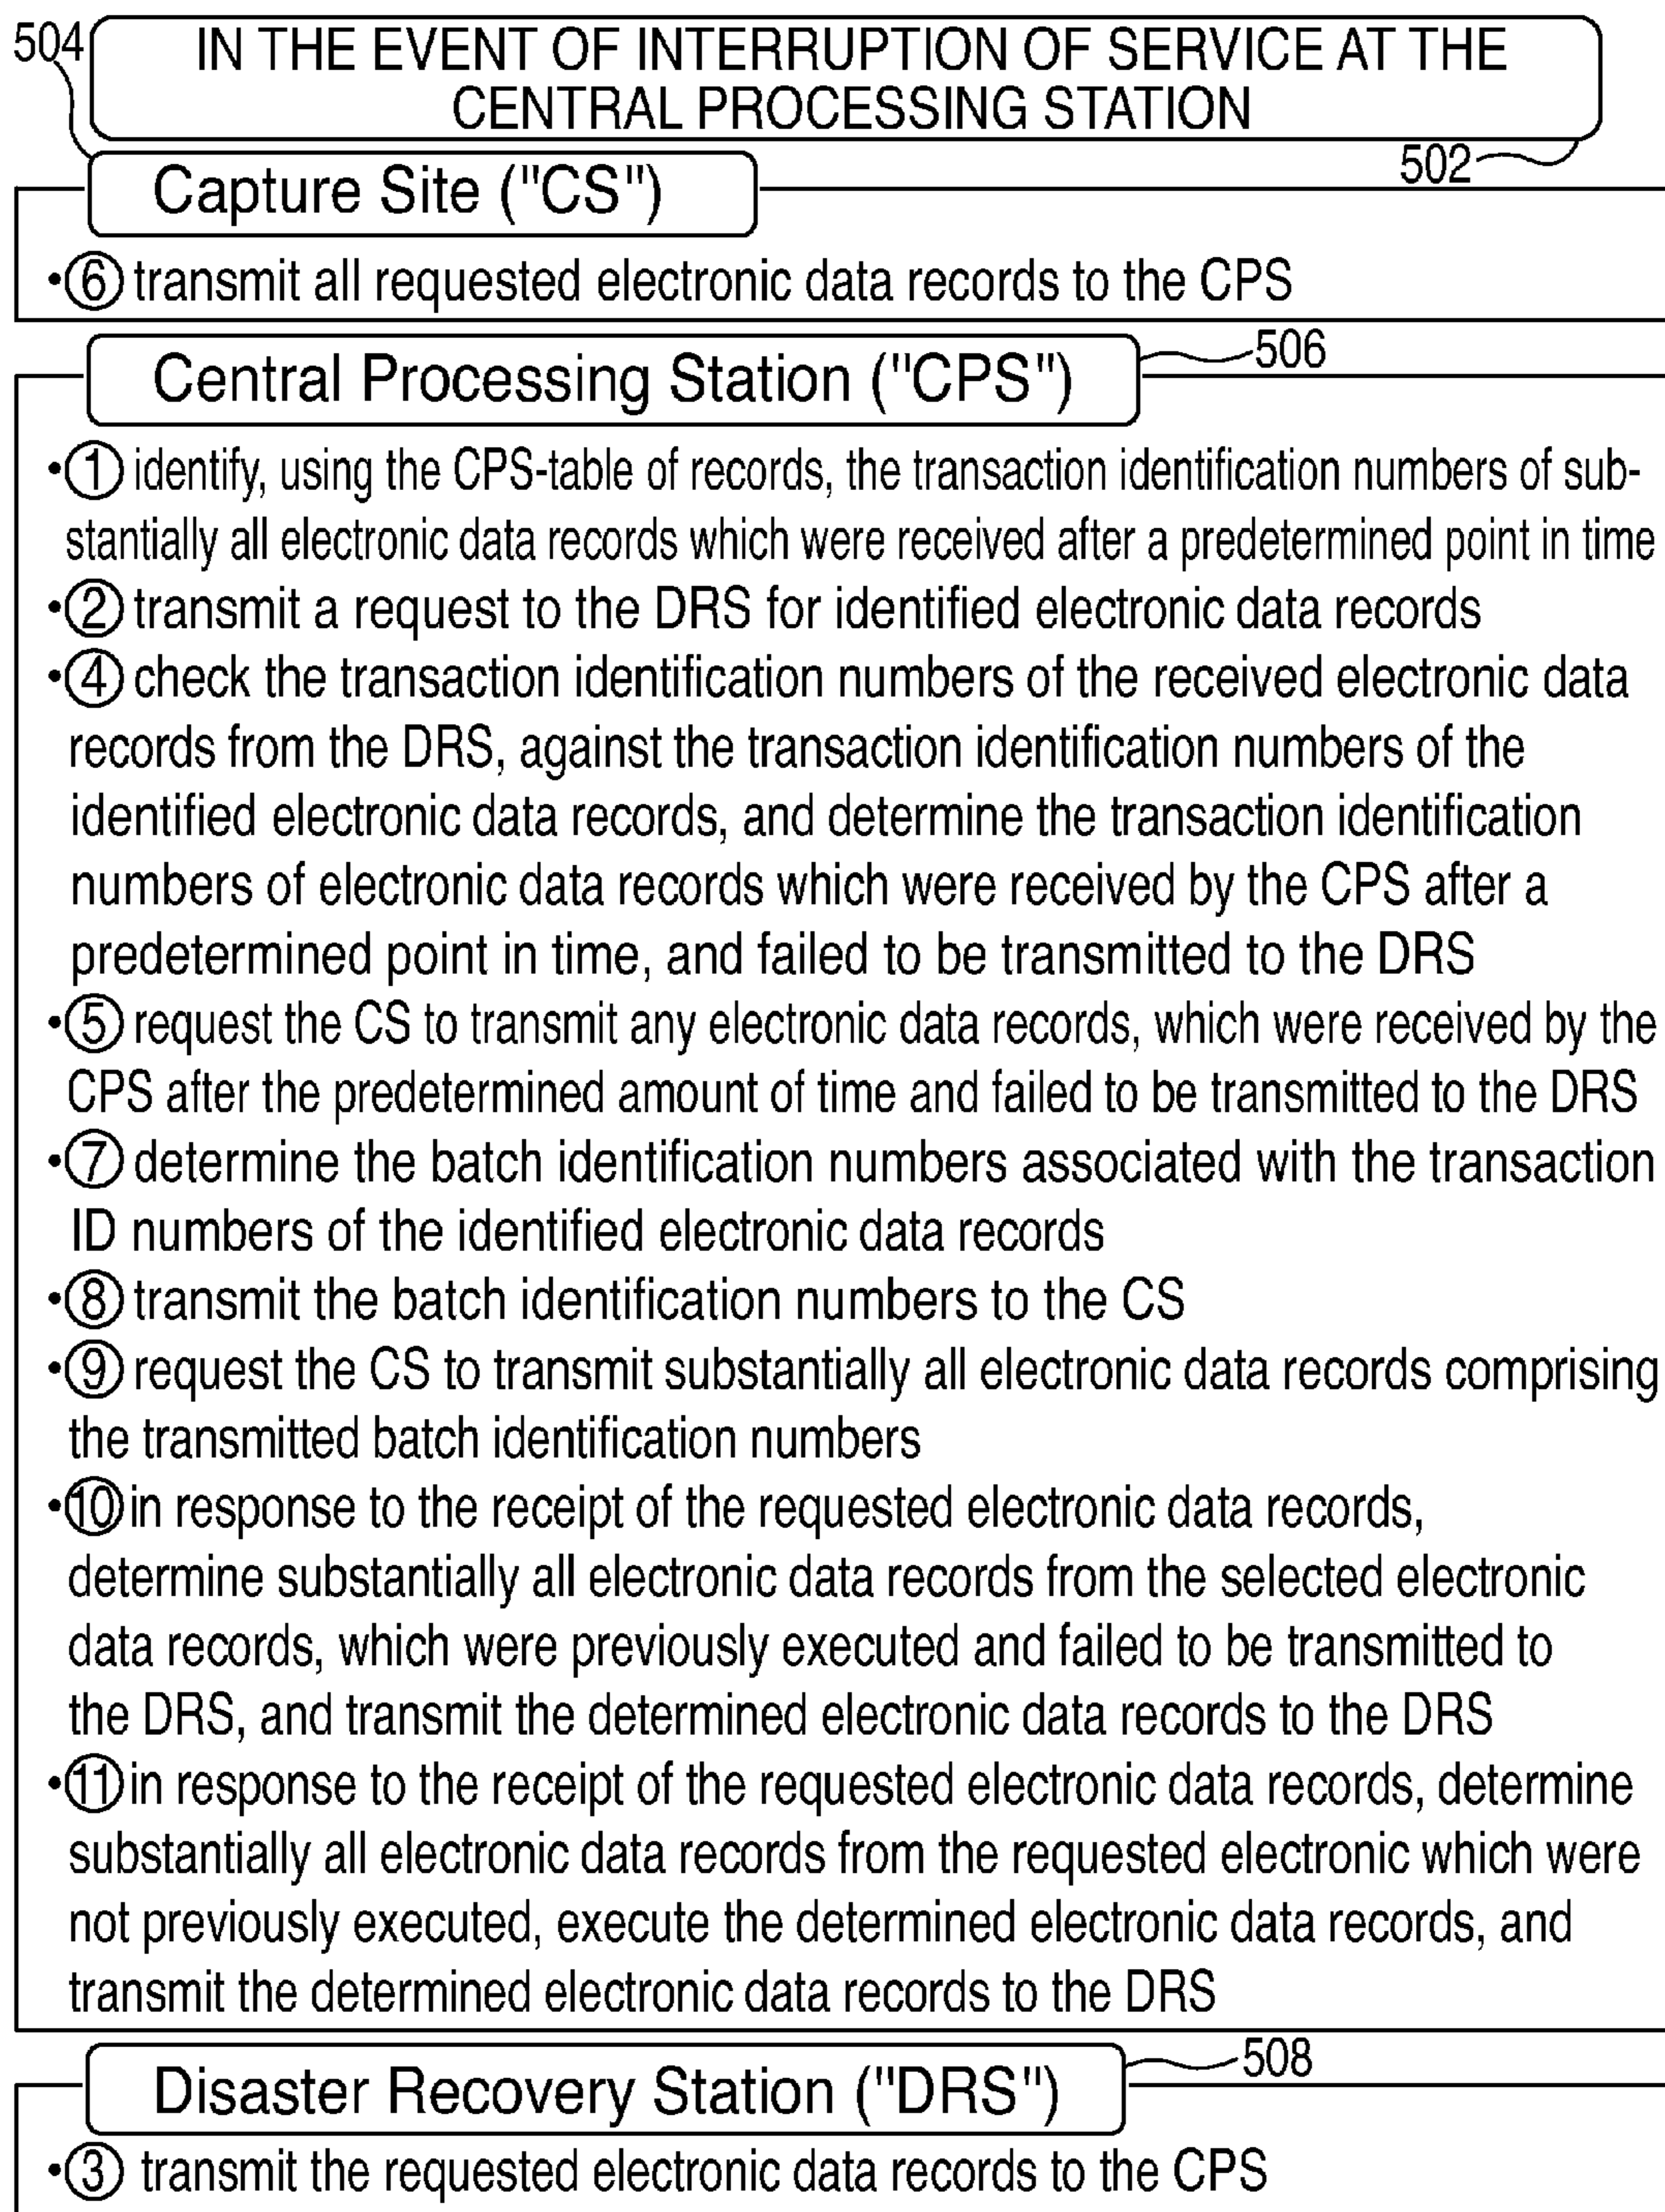 504
IN THE EVENT OF INTERRUPTION OF SERVICE AT THE
CENTRAL PROCESSING STATION
502
Capture Site ("CS")
•⑥ transmit all requested electronic data records to the CPS
Central Processing Station ("CPS")
506
•① identify, using the CPS-table of records, the transaction identification numbers of sub-
stantially all electronic data records which were received after a predetermined point in time
•② transmit a request to the DRS for identified electronic data records
•④ check the transaction identification numbers of the received electronic data
records from the DRS, against the transaction identification numbers of the
identified electronic data records, and determine the transaction identification
numbers of electronic data records which were received by the CPS after a
predetermined point in time, and failed to be transmitted to the DRS
•⑤ request the CS to transmit any electronic data records, which were received by the
CPS after the predetermined amount of time and failed to be transmitted to the DRS
•⑦ determine the batch identification numbers associated with the transaction
ID numbers of the identified electronic data records
•⑧ transmit the batch identification numbers to the CS
•⑨ request the CS to transmit substantially all electronic data records comprising
the transmitted batch identification numbers
•⑩ in response to the receipt of the requested electronic data records,
determine substantially all electronic data records from the selected electronic
data records, which were previously executed and failed to be transmitted to
the DRS, and transmit the determined electronic data records to the DRS
•⑪ in response to the receipt of the requested electronic data records, determine
substantially all electronic data records from the requested electronic which were
not previously executed, execute the determined electronic data records, and
transmit the determined electronic data records to the DRS
Disaster Recovery Station ("DRS")
508
•③ transmit the requested electronic data records to the CPS